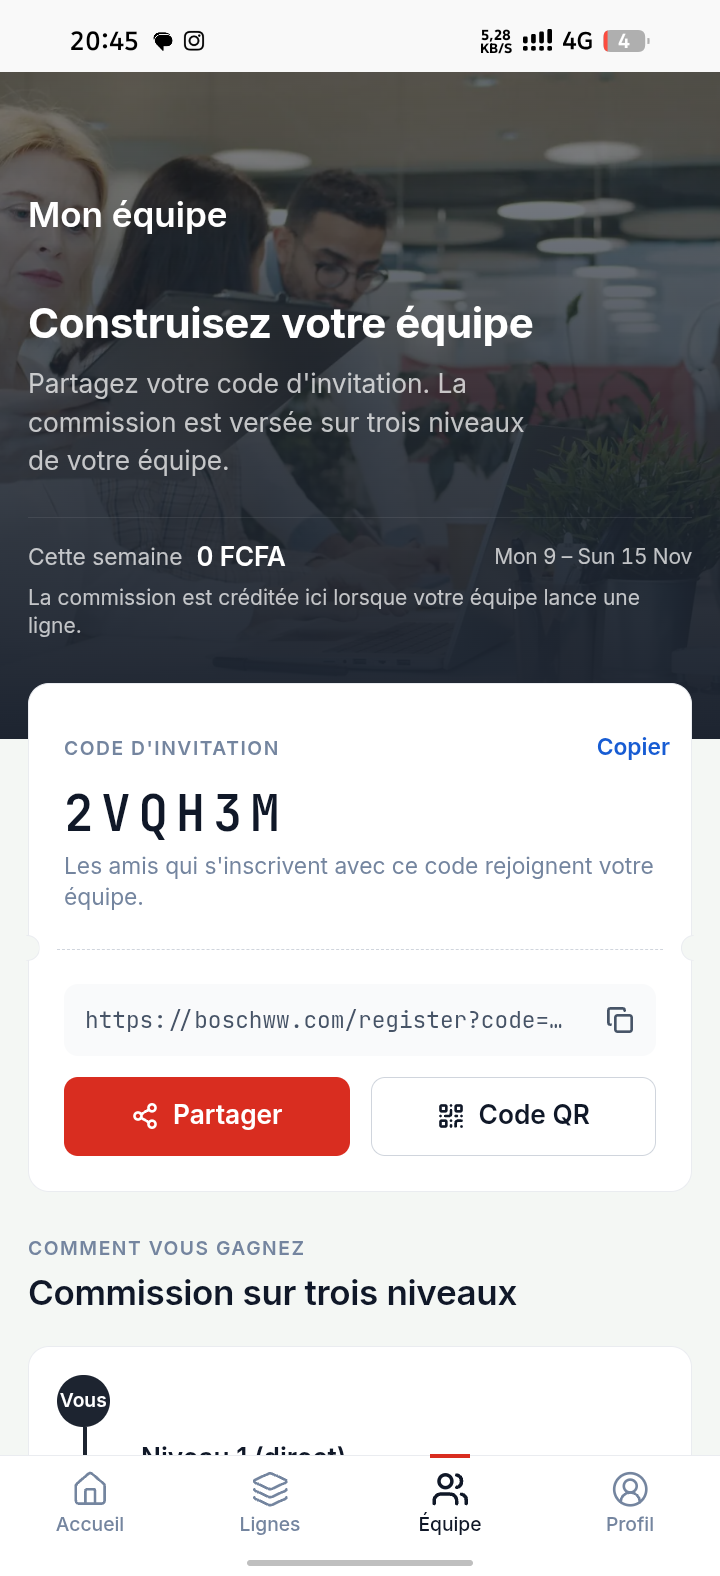 20:45
5,28
KB/S
4G
4
Mon équipe
Construisez votre équipe
Partagez votre code d'invitation. La
commission est versée sur trois niveaux
de votre équipe.
Cette semaine 0 FCFA
Mon 9 – Sun 15 Nov
La commission est créditée ici lorsque votre équipe lance une
ligne.
CODE D'INVITATION
Copier
2VQH3M
Les amis qui s'inscrivent avec ce code rejoignent votre
équipe.
https://boschww.com/register?code=…
Partager
Code QR
COMMENT VOUS GAGNEZ
Commission sur trois niveaux
Vous
Niveau 1 (direct)
Accueil
Lignes
Équipe
Profil